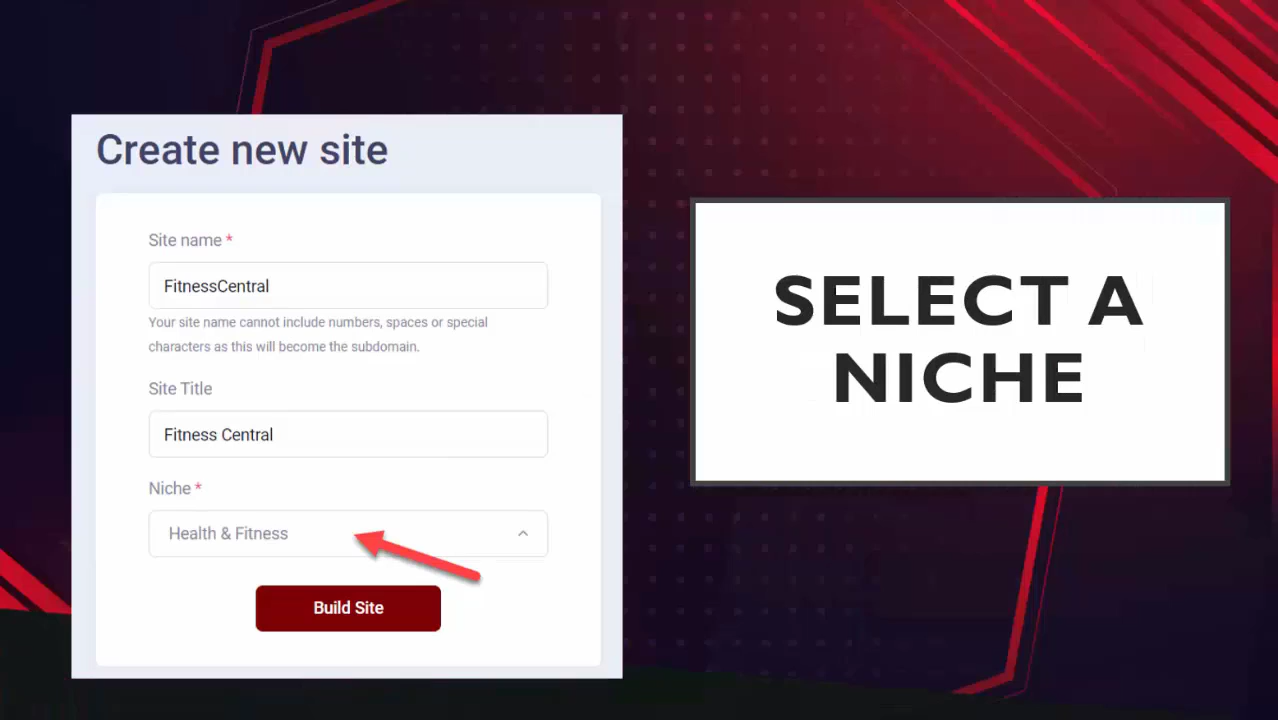 Create new site
Site name *
FitnessCentral
Your site name cannot include numbers, spaces or special
characters as this will become the subdomain.
Site Title
Fitness Central
Niche *
Health & Fitness
Build Site
SELECT A
NICHE